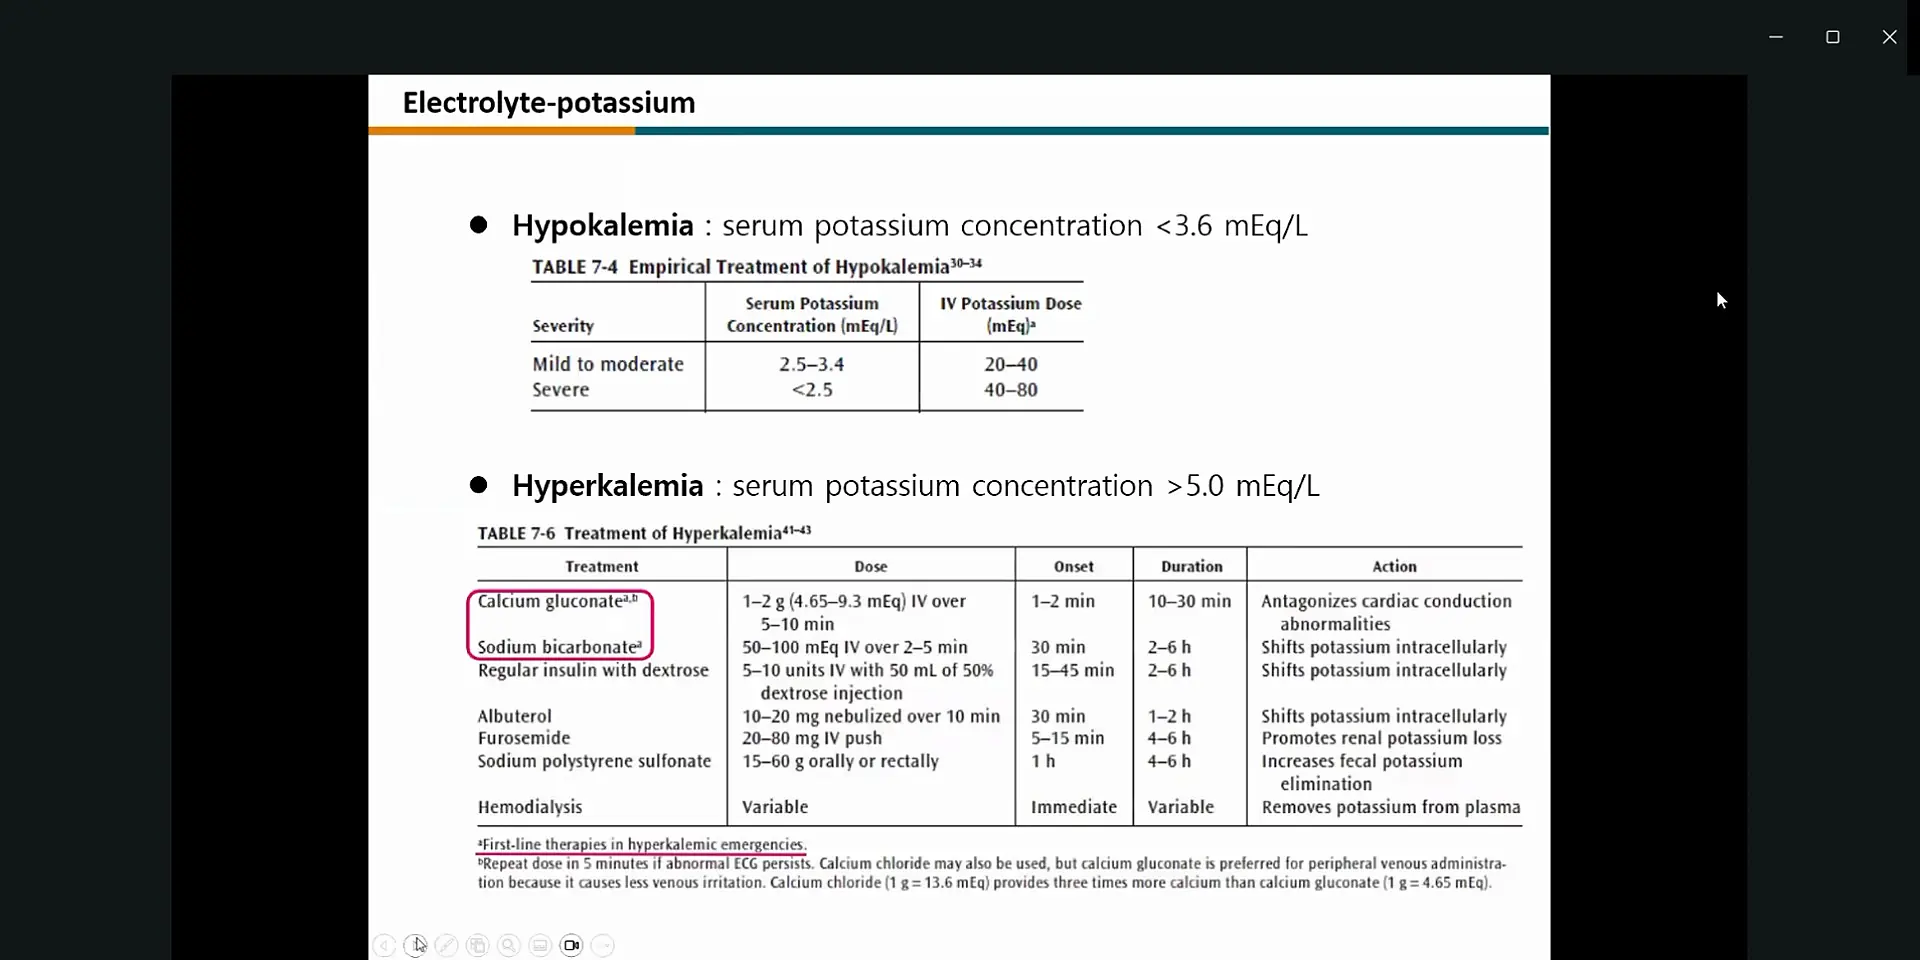 Electrolyte-potassium
● Hypokalemia : serum potassium concentration <3.6 mEq/L
TABLE 7-4 Empirical Treatment of Hypokalemia³⁰⁻³⁴
Severity Serum Potassium Concentration (mEq/L) IV Potassium Dose (mEq)ᵃ
Mild to moderate 2.5–3.4 20–40
Severe <2.5 40–80
● Hyperkalemia : serum potassium concentration >5.0 mEq/L
TABLE 7-6 Treatment of Hyperkalemia⁴¹⁻⁴³
Treatment Dose Onset Duration Action
Calcium gluconateᵃ,ᵇ 1–2 g (4.65–9.3 mEq) IV over 1–2 min 10–30 min Antagonizes cardiac conduction
5–10 min abnormalities
Sodium bicarbonateᵃ 50–100 mEq IV over 2–5 min 30 min 2–6 h Shifts potassium intracellularly
Regular insulin with dextrose 5–10 units IV with 50 mL of 50% 15–45 min 2–6 h Shifts potassium intracellularly
dextrose injection
Albuterol 10–20 mg nebulized over 10 min 30 min 1–2 h Shifts potassium intracellularly
Furosemide 20–80 mg IV push 5–15 min 4–6 h Promotes renal potassium loss
Sodium polystyrene sulfonate 15–60 g orally or rectally 1 h 4–6 h Increases fecal potassium
elimination
Hemodialysis Variable Immediate Variable Removes potassium from plasma
ᵃFirst-line therapies in hyperkalemic emergencies.
ᵇRepeat dose in 5 minutes if abnormal ECG persists. Calcium chloride may also be used, but calcium gluconate is preferred for peripheral venous administra-
tion because it causes less venous irritation. Calcium chloride (1 g = 13.6 mEq) provides three times more calcium than calcium gluconate (1 g = 4.65 mEq).